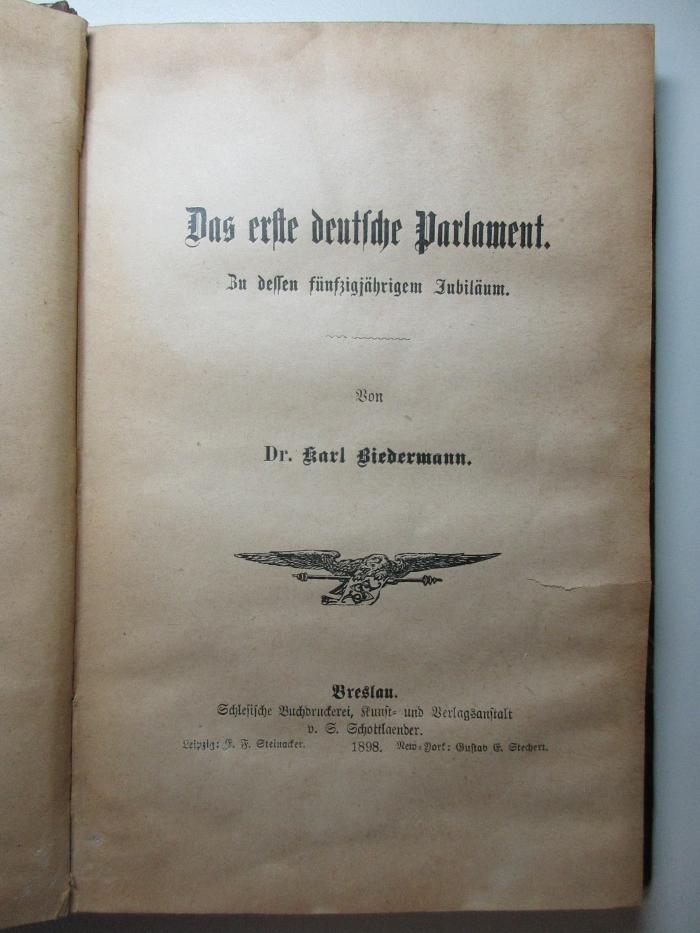 Das erste deutsche Parlament.
Zu dessen fünfzigjährigem Jubiläum.
Von
Dr. Karl Biedermann.
Breslau.
Schlesische Buchdruckerei, Kunst- und Verlagsanstalt
v. S. Schottlaender.
Leipzig: E. F. Steinacker. 1898. New-York: Gustav E. Stechert.